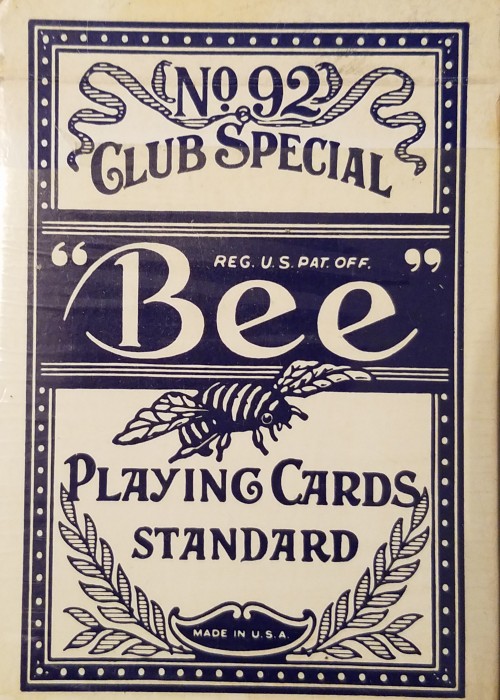 No 92
CLUB SPECIAL
REG. U.S. PAT. OFF.
“Bee”
PLAYING CARDS
STANDARD
MADE IN U.S.A.